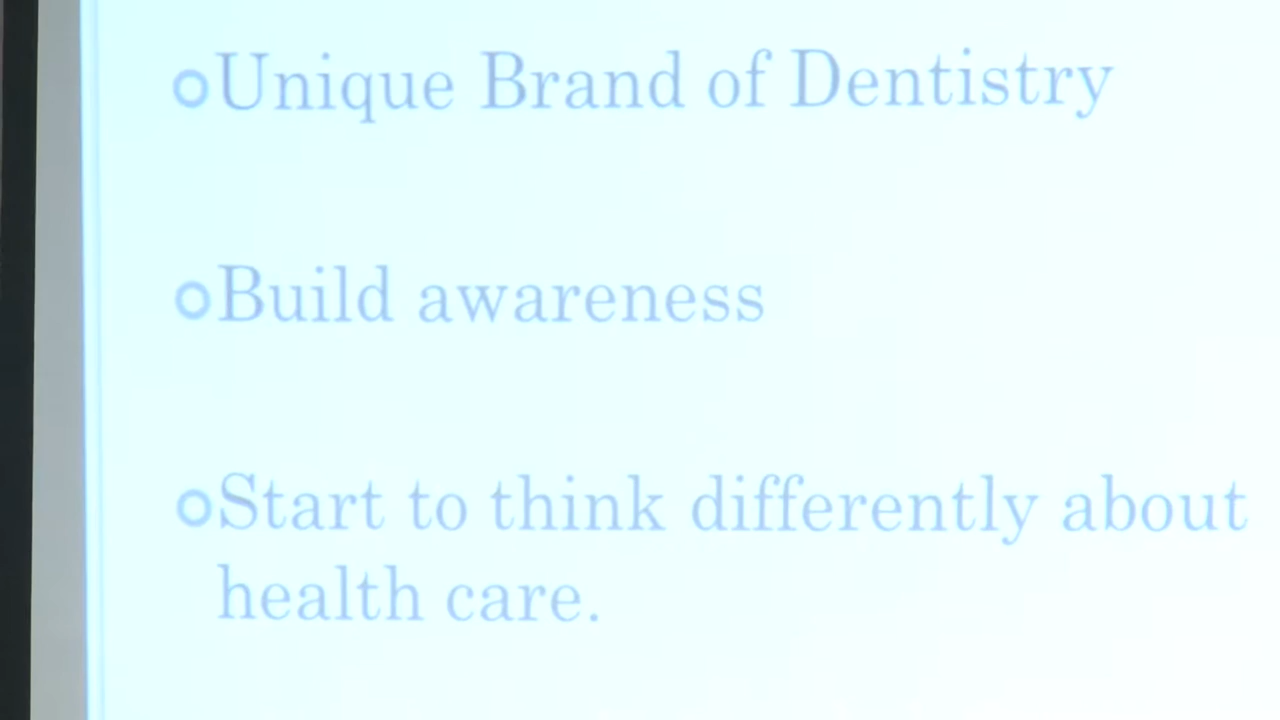 Unique Brand of Dentistry
Build awareness
Start to think differently about
health care.